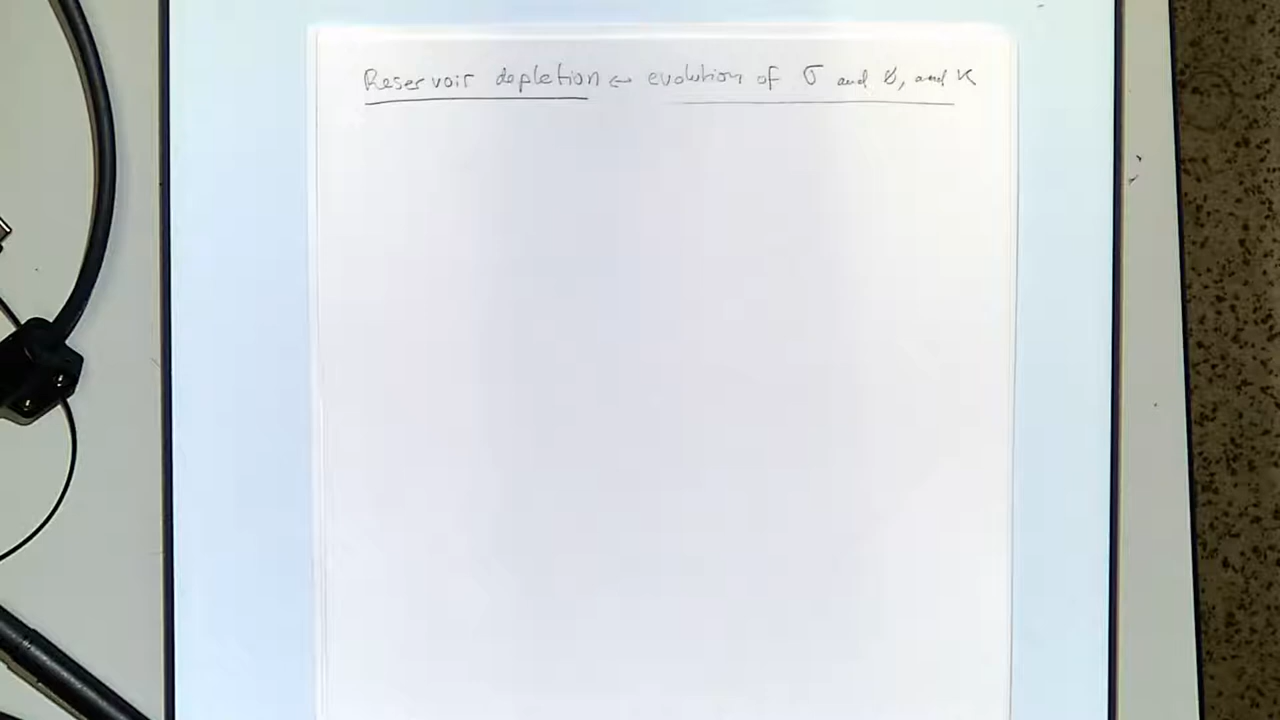 Reservoir depletion ↔ evolution of σ and ϕ, and k